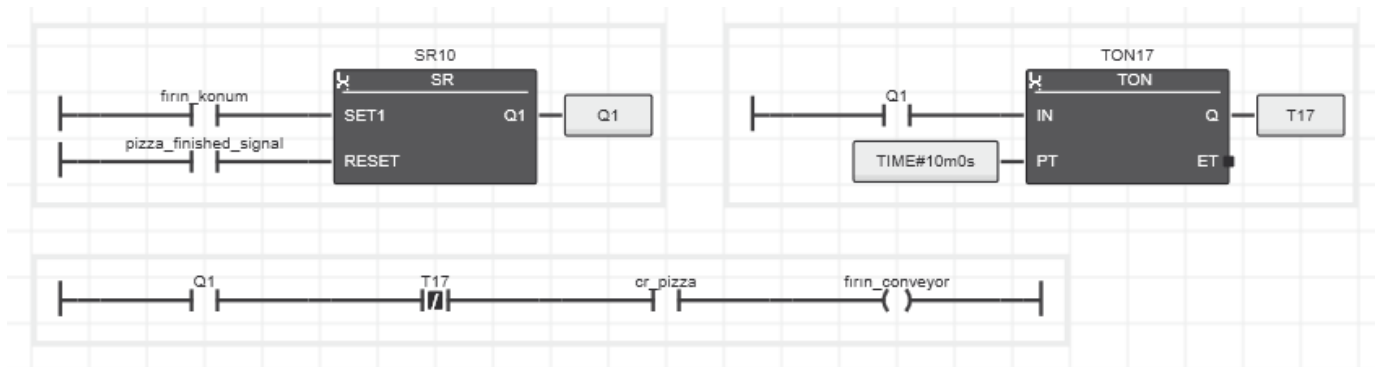 SR10
SR
fırın_konum
SET1
Q1
Q1
pizza_finished_signal
RESET
TON17
TON
Q1
IN
Q
T17
TIME#10m0s
PT
ET
Q1
T17
cr_pizza
fırın_conveyor